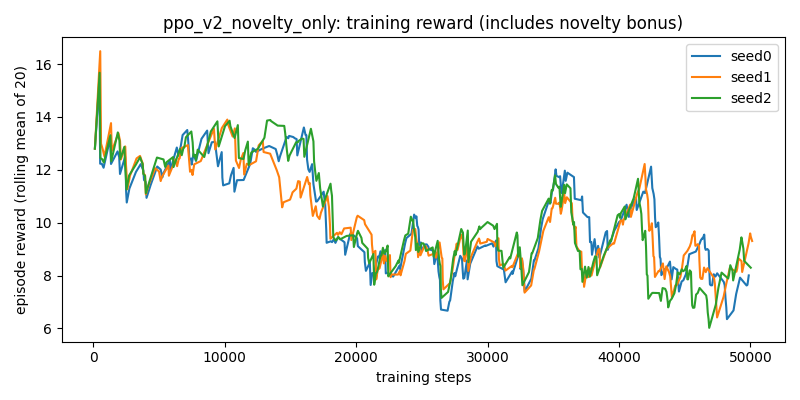 ppo_v2_novelty_only: training reward (includes novelty bonus)
episode reward (rolling mean of 20)
16
14
12
10
8
6
seed0
seed1
seed2
0
10000
20000
30000
40000
50000
training steps